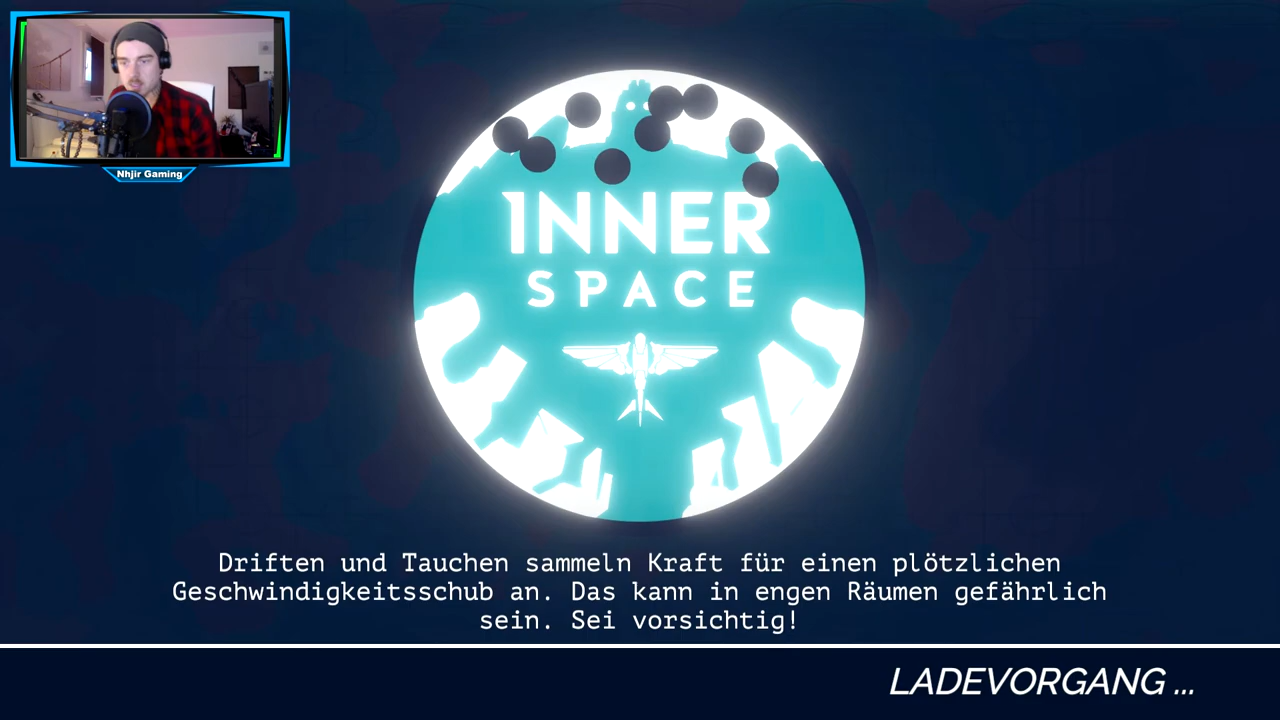 Nhjir Gaming
INNER
SPACE
Driften und Tauchen sammeln Kraft für einen plötzlichen
Geschwindigkeitsschub an. Das kann in engen Räumen gefährlich
sein. Sei vorsichtig!
LADEVORGANG ...